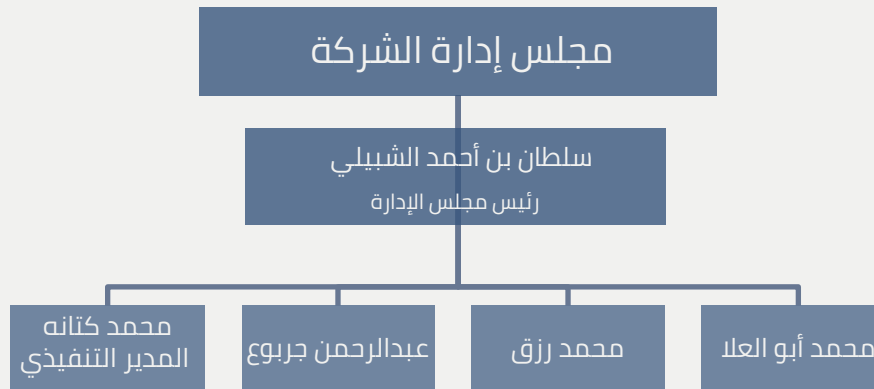 مجلس إدارة الشركة
سلطان بن أحمد الشبيلي
رئيس مجلس الإدارة
محمد أبو العلا
محمد رزق
عبدالرحمن جربوع
محمد كتانه
المدير التنفيذي